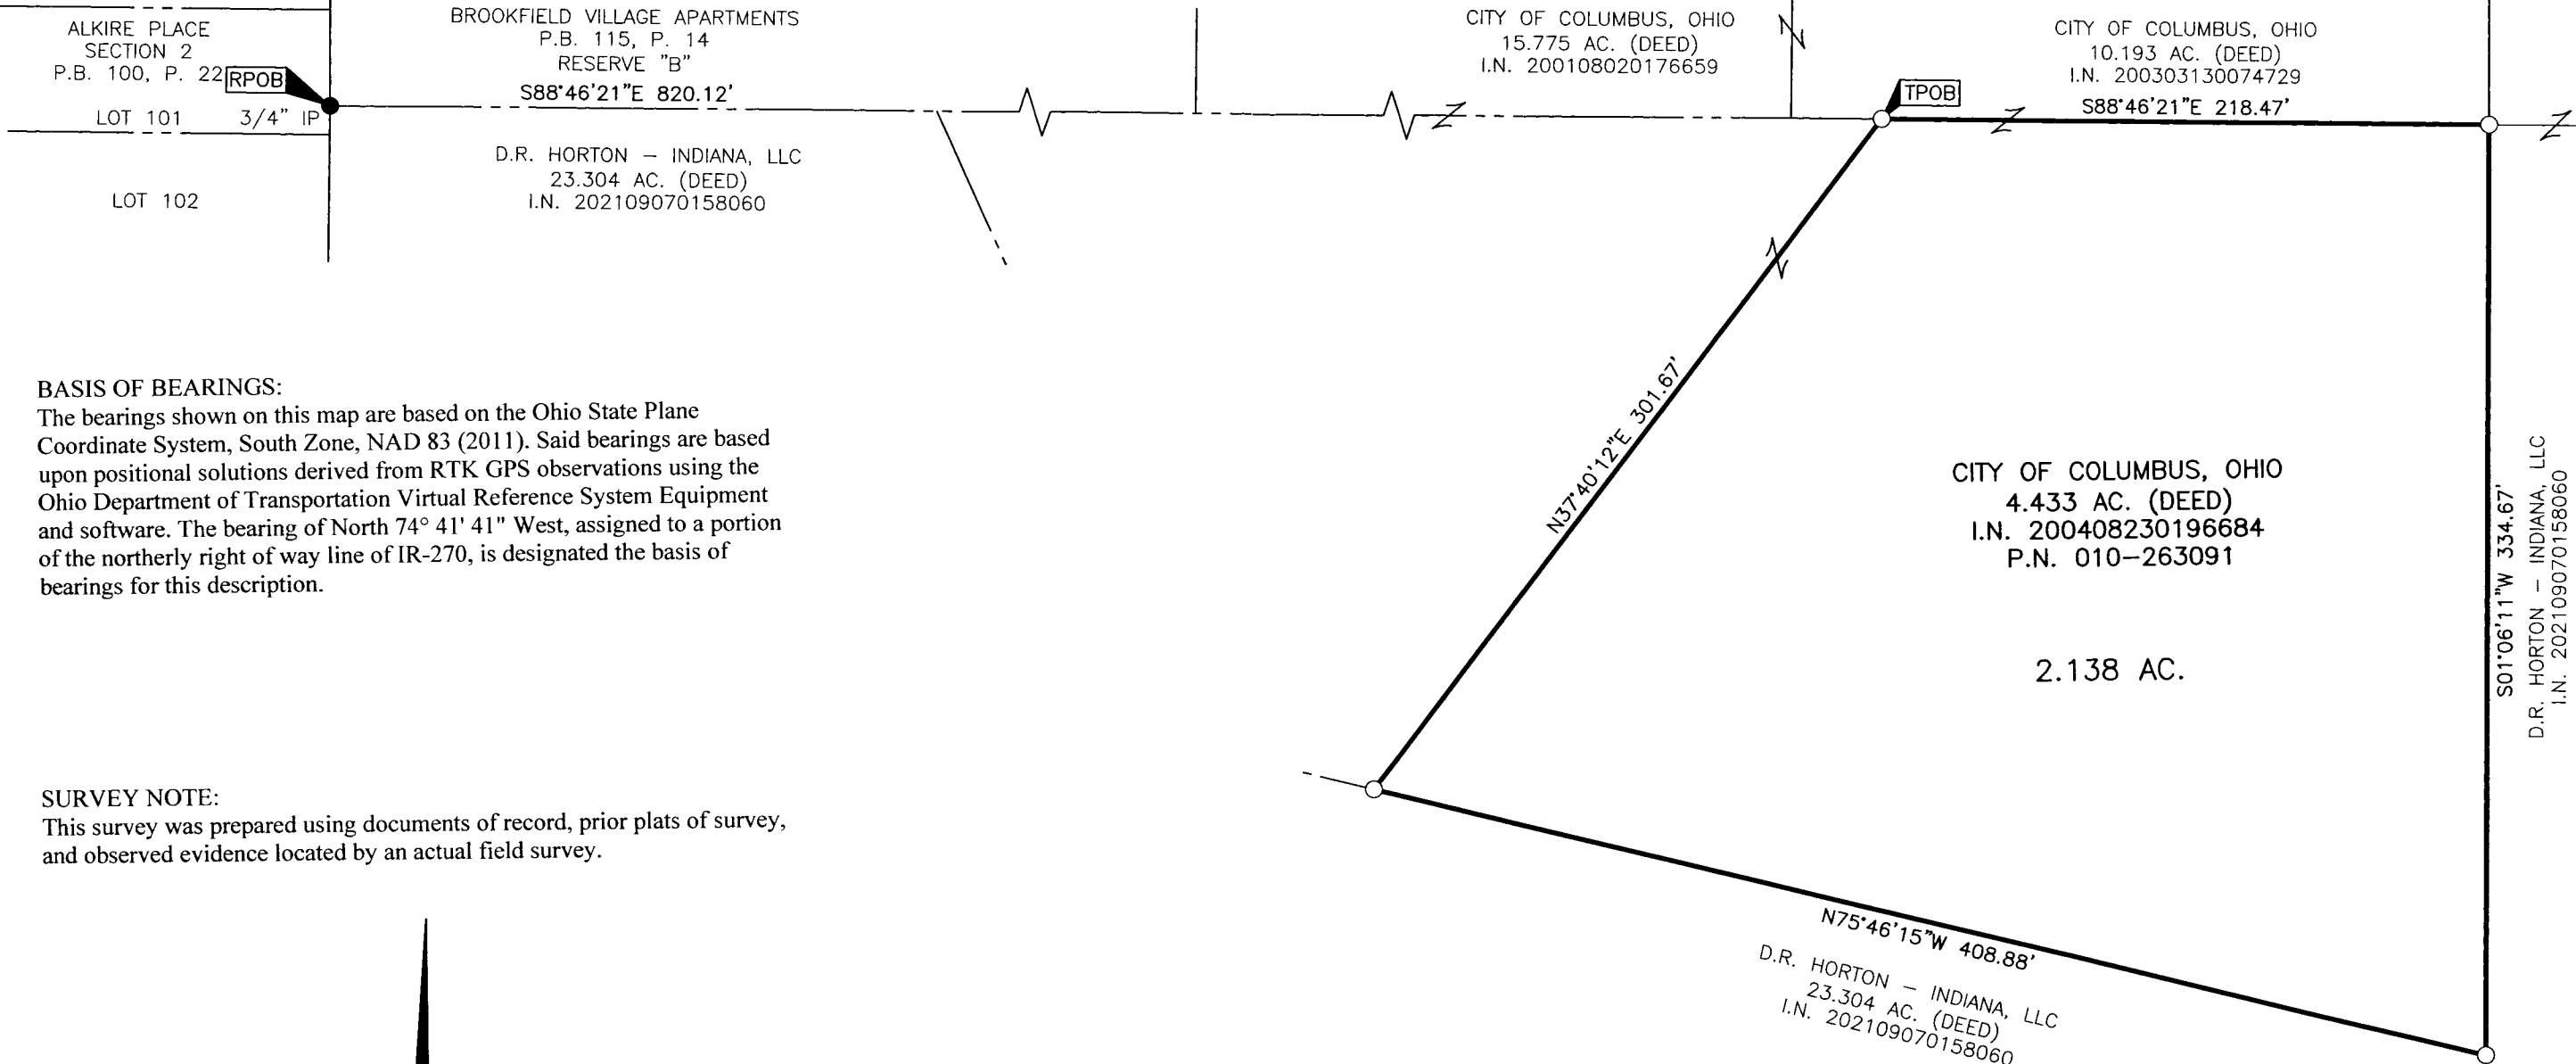 ALKIRE PLACE
SECTION 2
P.B. 100, P. 22
RPOB
LOT 101
3/4" IP
LOT 102
BROOKFIELD VILLAGE APARTMENTS
P.B. 115, P. 14
RESERVE "B"
S88°46'21"E 820.12'
D.R. HORTON – INDIANA, LLC
23.304 AC. (DEED)
I.N. 202109070158060
CITY OF COLUMBUS, OHIO
15.775 AC. (DEED)
I.N. 200108020176659
CITY OF COLUMBUS, OHIO
10.193 AC. (DEED)
I.N. 200303130074729
TPOB
S88°46'21"E 218.47'
BASIS OF BEARINGS:
The bearings shown on this map are based on the Ohio State Plane
Coordinate System, South Zone, NAD 83 (2011). Said bearings are based
upon positional solutions derived from RTK GPS observations using the
Ohio Department of Transportation Virtual Reference System Equipment
and software. The bearing of North 74° 41' 41" West, assigned to a portion
of the northerly right of way line of IR-270, is designated the basis of
bearings for this description.
N37°40'12"E 301.67'
CITY OF COLUMBUS, OHIO
4.433 AC. (DEED)
I.N. 200408230196684
P.N. 010–263091
2.138 AC.
S01°06'11"W 334.67'
D.R. HORTON – INDIANA, LLC
I.N. 202109070158060
SURVEY NOTE:
This survey was prepared using documents of record, prior plats of survey,
and observed evidence located by an actual field survey.
N75°46'15"W 408.88'
D.R. HORTON – INDIANA, LLC
23.304 AC. (DEED)
I.N. 202109070158060